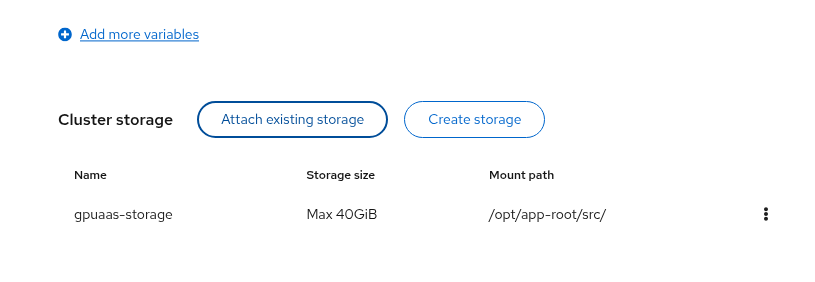 Add more variables
Cluster storage Attach existing storage Create storage
Name Storage size Mount path
gpuaas-storage Max 40GiB /opt/app-root/src/